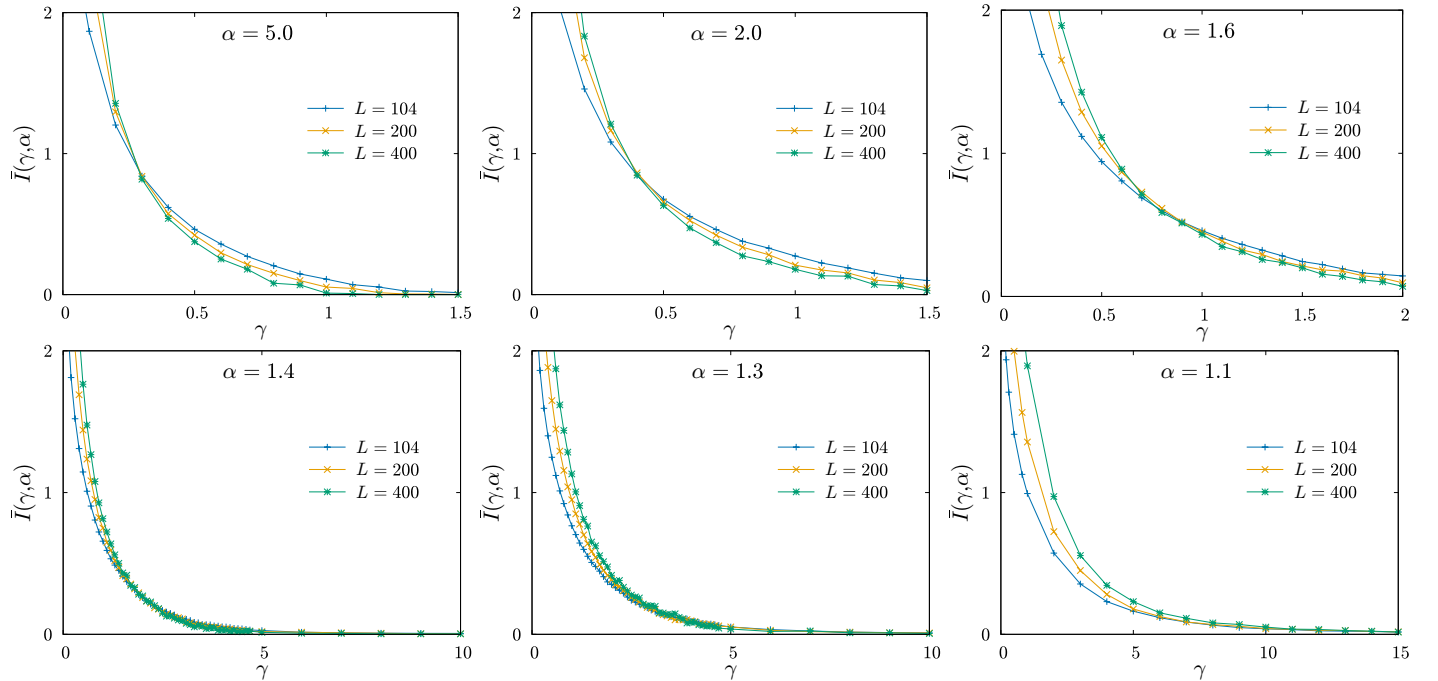 2
1
0
0
0.5
1
1.5
α = 5.0
L = 104
L = 200
L = 400
Ī(γ,α)
γ
2
1
0
0
0.5
1
1.5
α = 2.0
L = 104
L = 200
L = 400
Ī(γ,α)
γ
2
1
0
0
0.5
1
1.5
2
α = 1.6
L = 104
L = 200
L = 400
Ī(γ,α)
γ
2
1
0
0
5
10
α = 1.4
L = 104
L = 200
L = 400
Ī(γ,α)
γ
2
1
0
0
5
10
α = 1.3
L = 104
L = 200
L = 400
Ī(γ,α)
γ
2
1
0
0
5
10
15
α = 1.1
L = 104
L = 200
L = 400
Ī(γ,α)
γ